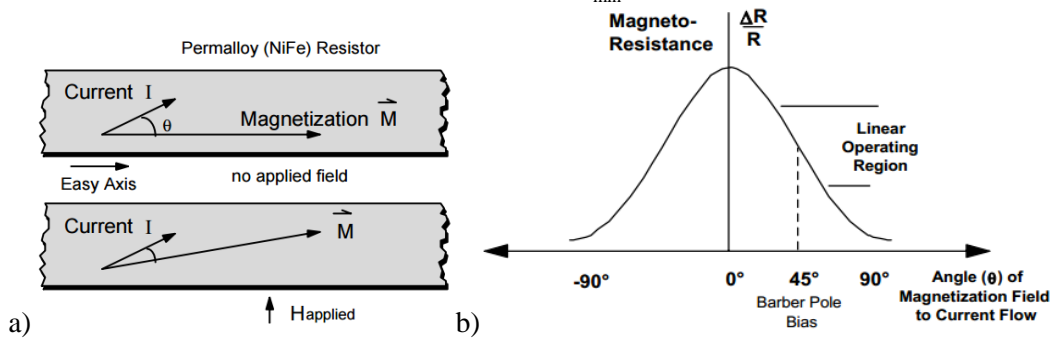 Permalloy (NiFe) Resistor
Current I
θ
Magnetization M
Easy Axis
no applied field
Current I
M
Happlied
a)
min
Magneto-
Resistance
ΔR
R
Linear
Operating
Region
-90°
0°
45°
90°
Barber Pole
Bias
Angle (θ) of
Magnetization Field
to Current Flow
b)